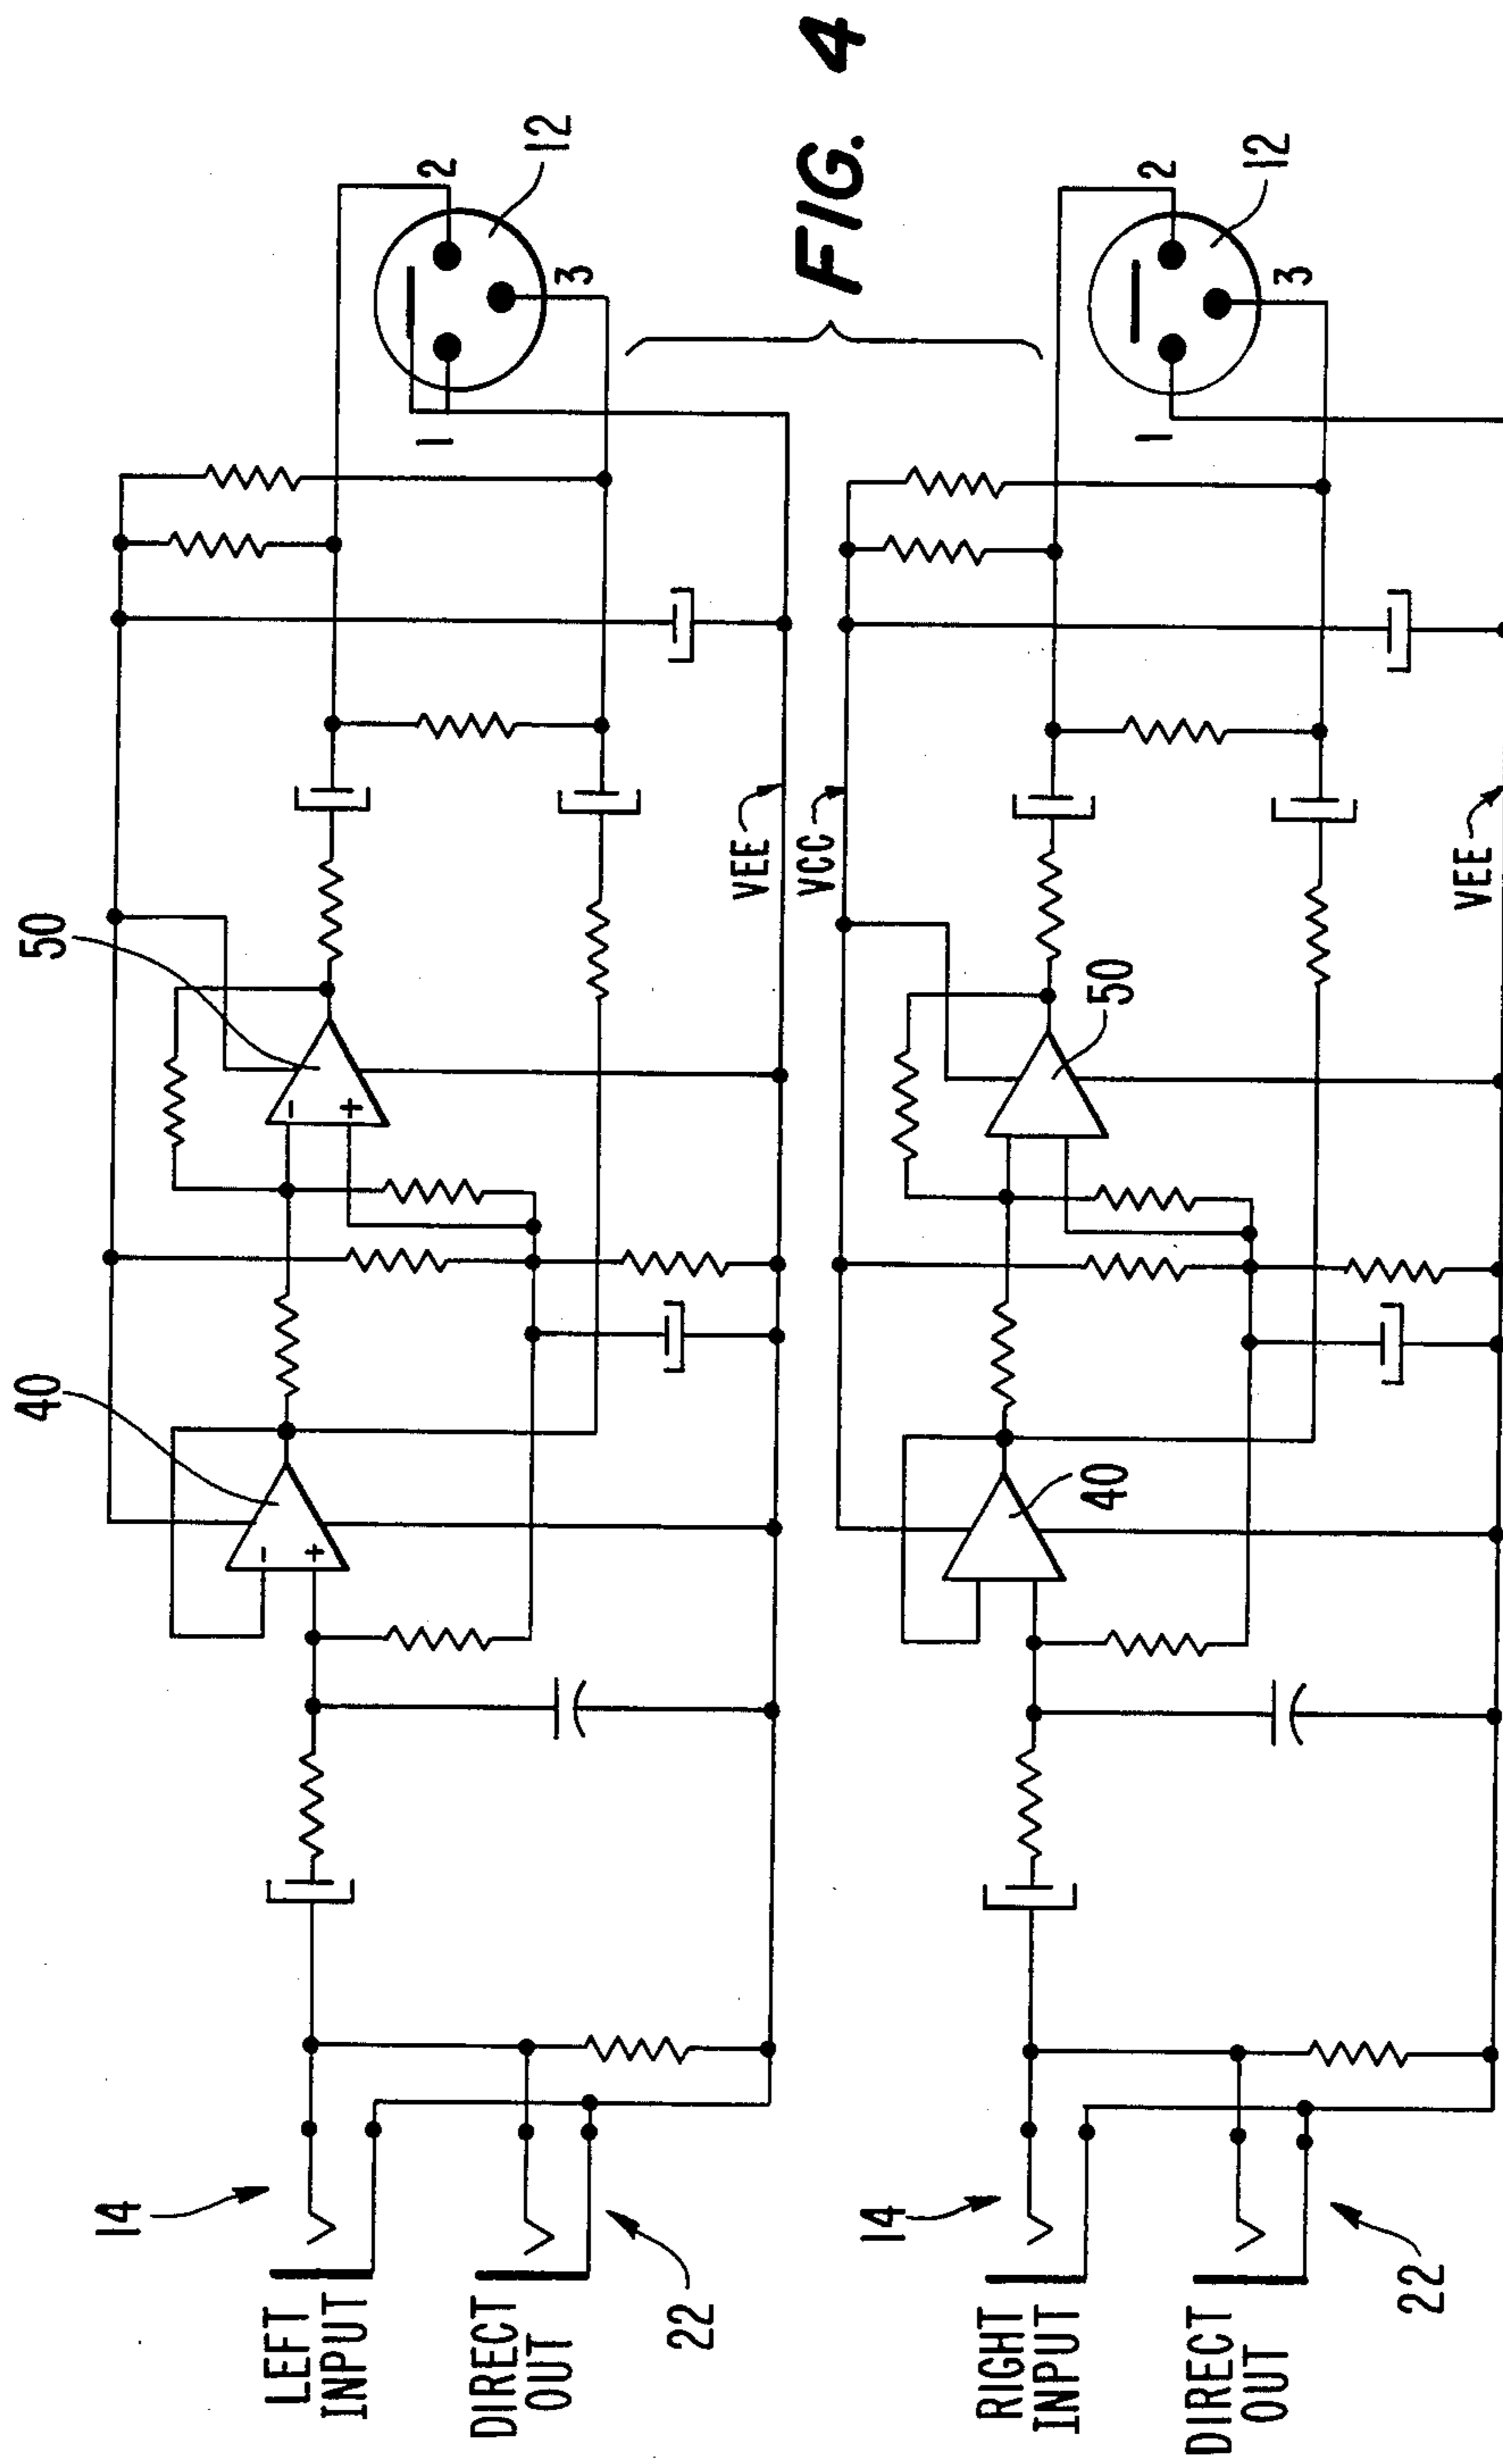 FIG. 4
40
50
2
12
1
3
- +
- +
VEE
14
LEFT
INPUT
DIRECT
OUT
22
VCC
40
50
2
12
1
3
VEE
14
RIGHT
INPUT
DIRECT
OUT
22